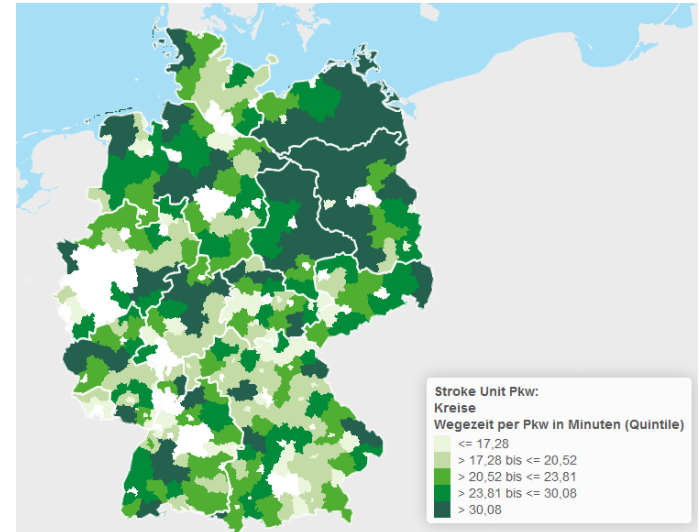 Stroke Unit Pkw:
Kreise
Wegezeit per Pkw in Minuten (Quintile)
<= 17,28
> 17,28 bis <= 20,52
> 20,52 bis <= 23,81
> 23,81 bis <= 30,08
> 30,08